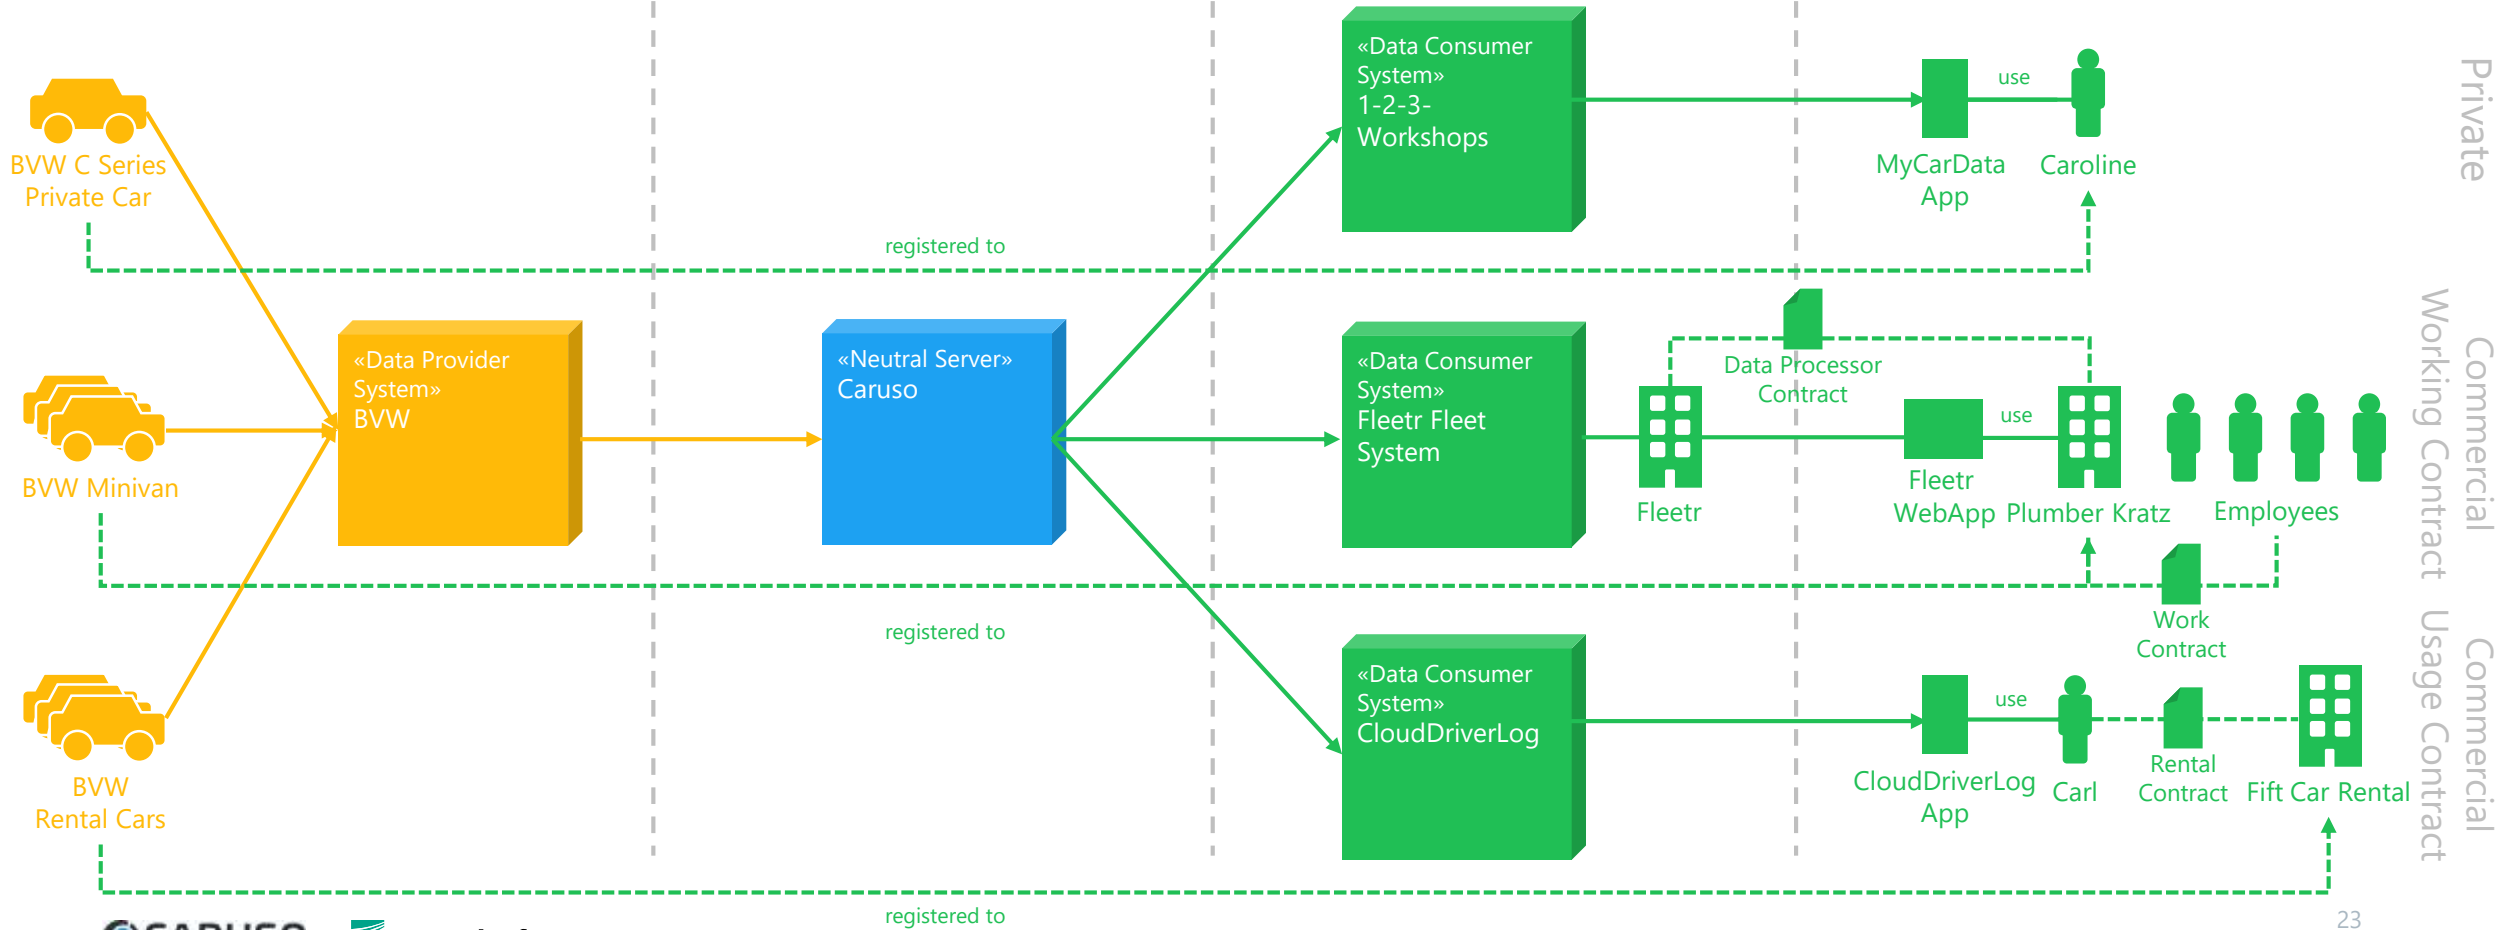 «Data Consumer
System»
1-2-3-
Workshops
use
BVW C Series
Private Car
MyCarData
App
Caroline
Private
registered to
«Data Provider
System»
BVW
«Neutral Server»
Caruso
«Data Consumer
System»
Fleetr Fleet
System
Data Processor
Contract
use
BVW Minivan
Fleetr
Fleetr
WebApp
Plumber Kratz
Employees
Commercial
Working Contract
registered to
Work
Contract
«Data Consumer
System»
CloudDriverLog
use
BVW
Rental Cars
CloudDriverLog
App
Carl
Rental
Contract
Fift Car Rental
Commercial
Usage Contract
registered to
CARUSO
23